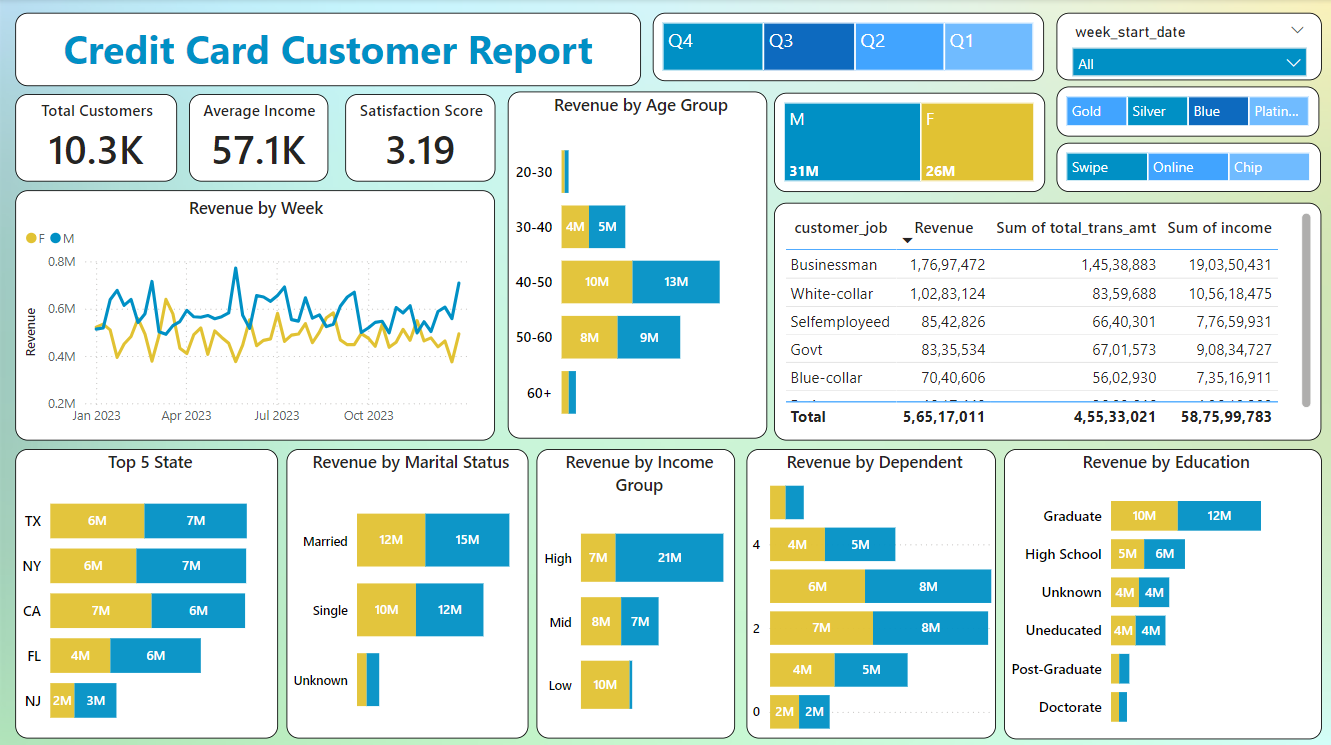 Credit Card Customer Report
Q4 Q3 Q2 Q1
week_start_date
All
Total Customers
10.3K
Average Income
57.1K
Satisfaction Score
3.19
Revenue by Age Group
20-30
30-40 4M 5M
40-50 10M 13M
50-60 8M 9M
60+
M
31M
F
26M
Gold Silver Blue Platin...
Swipe Online Chip
Revenue by Week
F M
Revenue
0.8M
0.6M
0.4M
0.2M
Jan 2023 Apr 2023 Jul 2023 Oct 2023
customer_job Revenue Sum of total_trans_amt Sum of income
Businessman 1,76,97,472 1,45,38,883 19,03,50,431
White-collar 1,02,83,124 83,59,688 10,56,18,475
Selfemployeed 85,42,826 66,40,301 7,76,59,931
Govt 83,35,534 67,01,573 9,08,34,727
Blue-collar 70,40,606 56,02,930 7,35,16,911
Total 5,65,17,011 4,55,33,021 58,75,99,783
Top 5 State
TX 6M 7M
NY 6M 7M
CA 7M 6M
FL 4M 6M
NJ 2M 3M
Revenue by Marital Status
Married 12M 15M
Single 10M 12M
Unknown
Revenue by Income
Group
High 7M 21M
Mid 8M 7M
Low 10M
Revenue by Dependent
4 4M 5M
6M 8M
2 7M 8M
4M 5M
0 2M 2M
Revenue by Education
Graduate 10M 12M
High School 5M 6M
Unknown 4M 4M
Uneducated 4M 4M
Post-Graduate
Doctorate